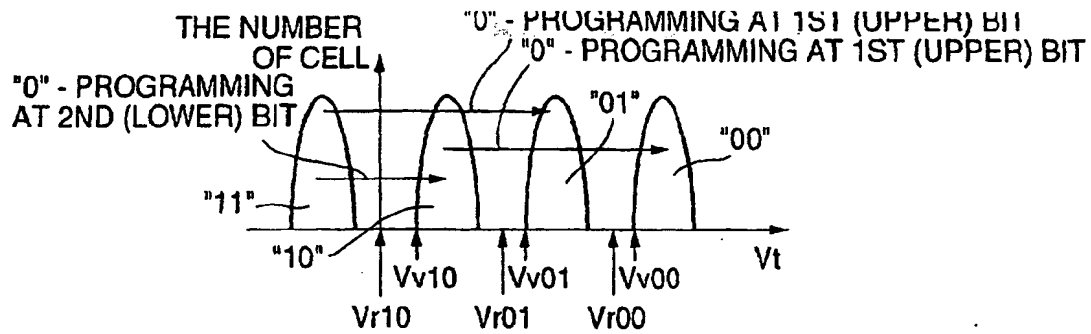 "0" - PROGRAMMING AT 1ST (UPPER) BIT
"0" - PROGRAMMING AT 1ST (UPPER) BIT
THE NUMBER
OF CELL
"0" - PROGRAMMING
AT 2ND (LOWER) BIT
"01"
"00"
"11"
"10"
Vt
Vv10
Vv01
Vv00
Vr10
Vr01
Vr00